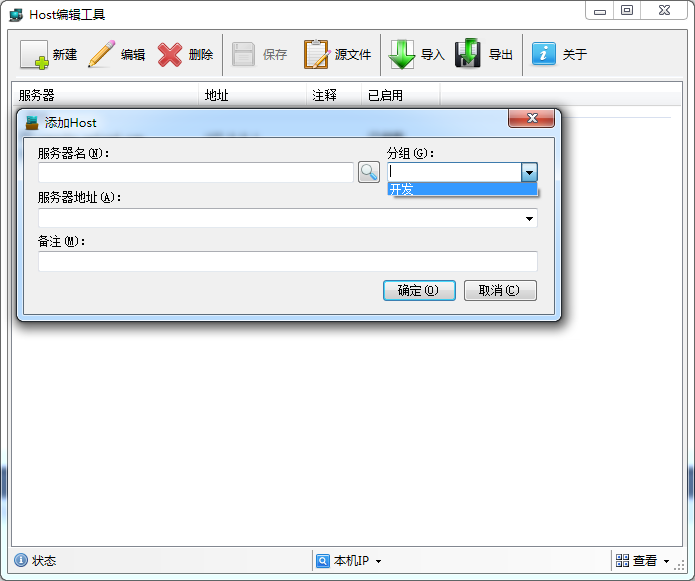 Host编辑工具
新建 编辑 删除 保存 源文件 导入 导出 关于
服务器 地址 注释 已启用
添加Host
服务器名(N): 分组(G):
开发
服务器地址(A):
备注(M):
确定(O) 取消(C)
状态 本机IP 查看